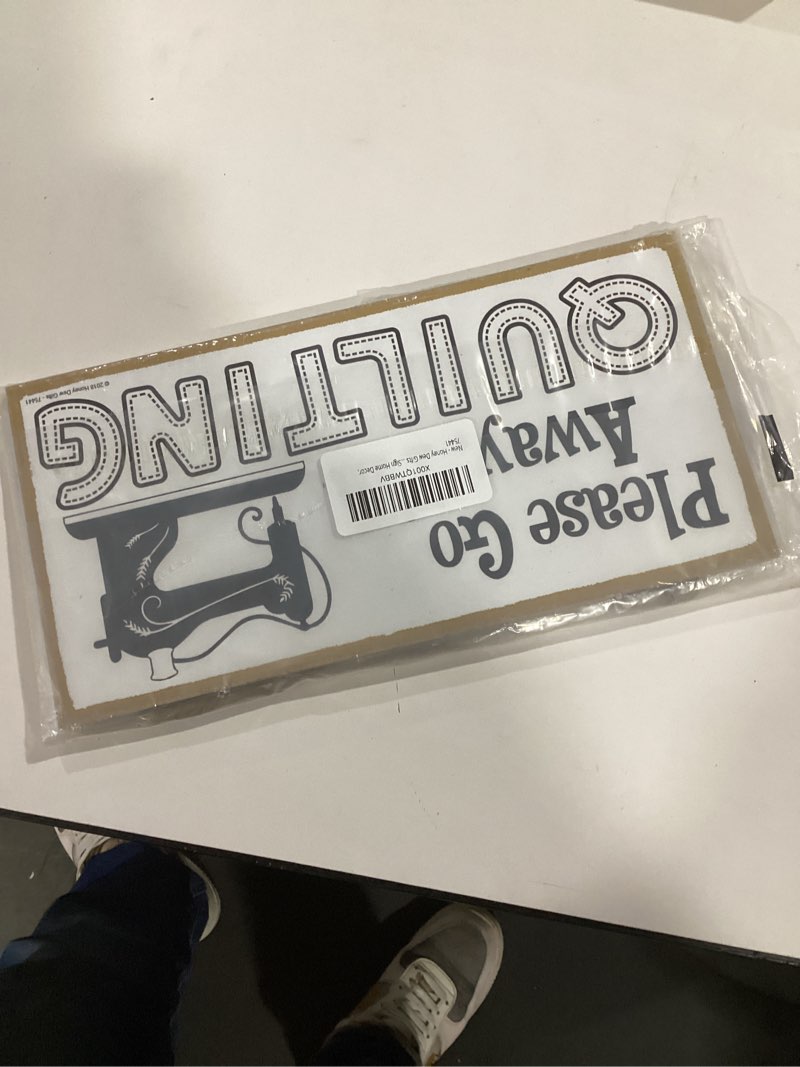 Please Go
Away
QUILTING
X001QTWBBV
New - Honey Dew Gifts ...Sign Home Decor,
75441
© 2018 Honey Dew Gifts - 75441